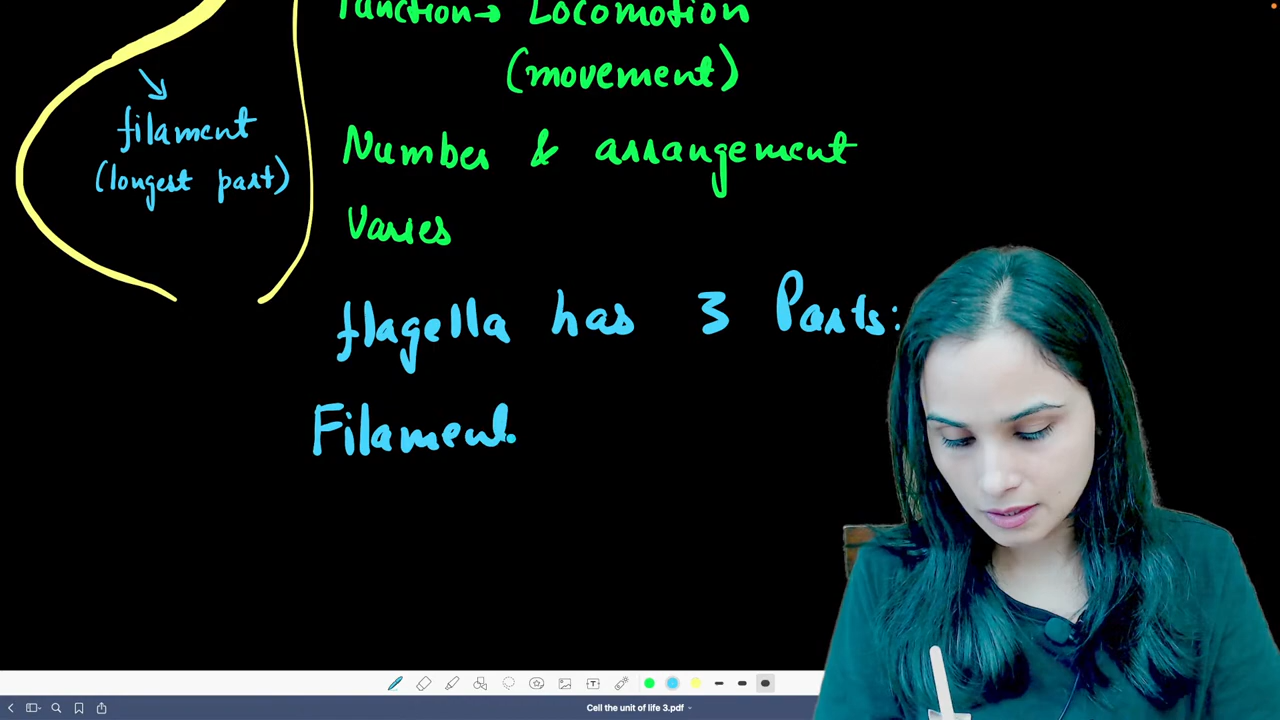 function→ Locomotion
(movement)
filament
(longest part)
Number & arrangement
Varies
flagella has 3 Parts:
Filament
Cell the unit of life 3.pdf